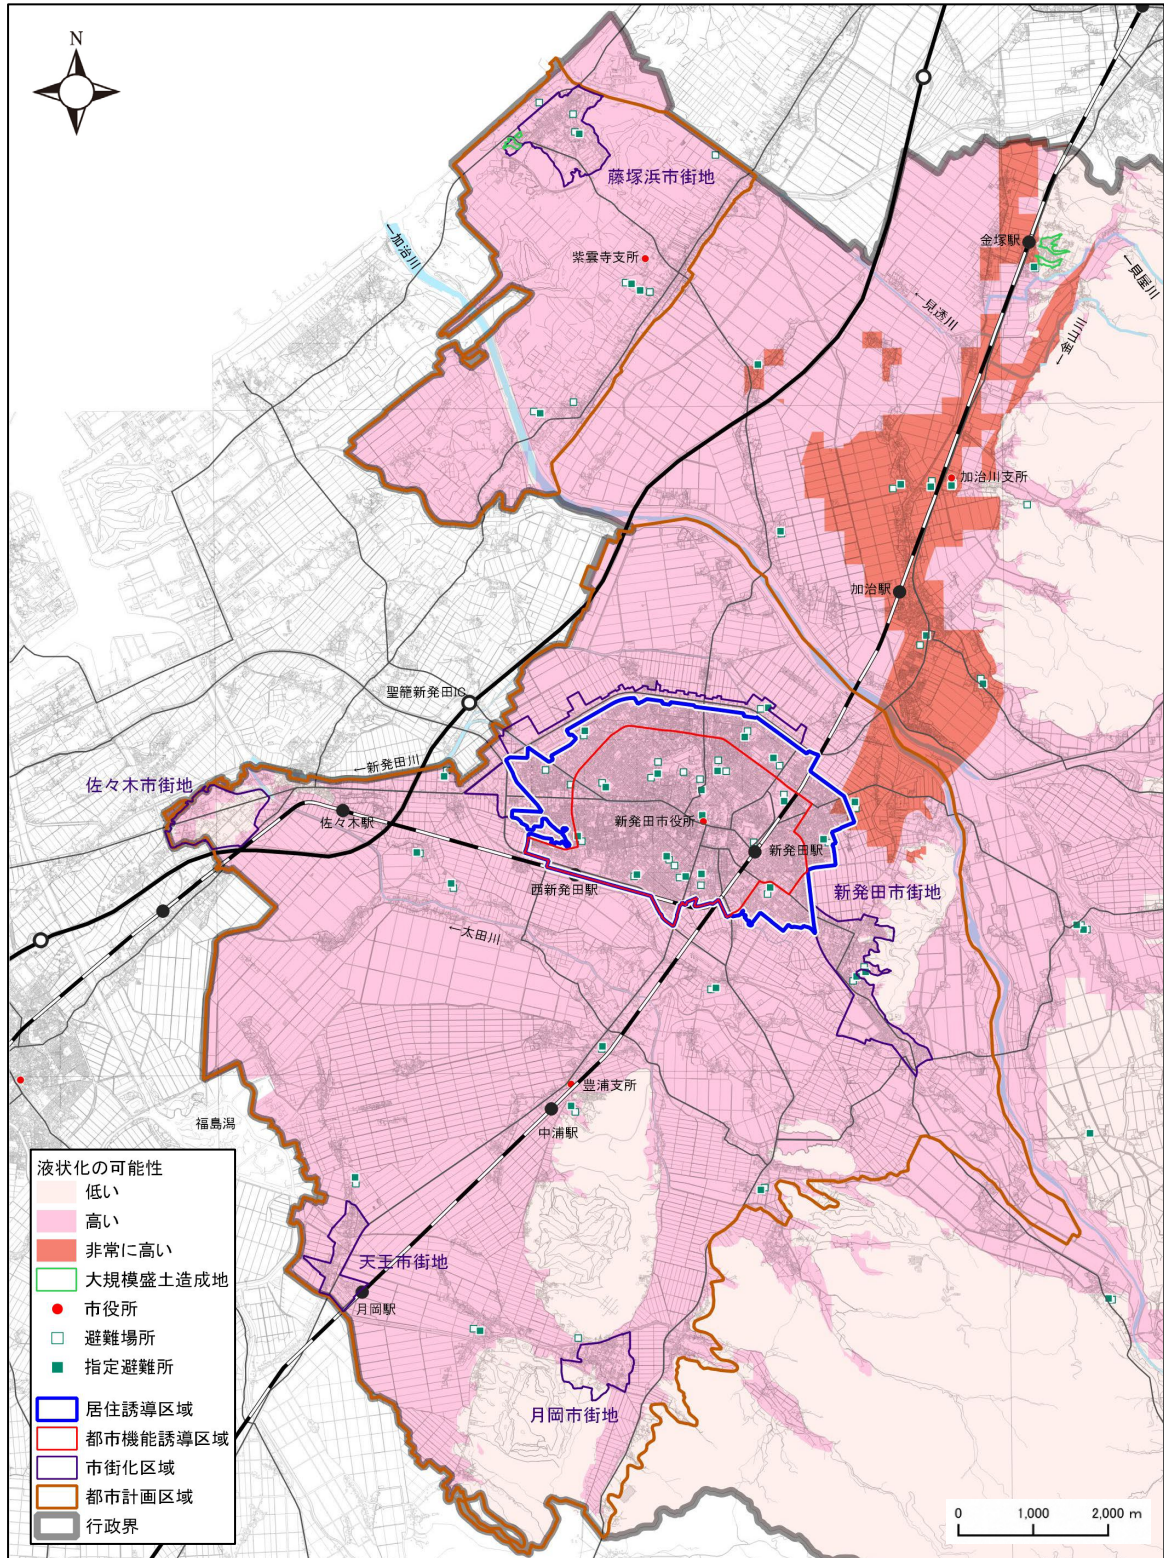 N
藤塚浜市街地
←加治川
紫雲寺支所
金塚駅
←貝屋川
←見透川
←金山川
加治川支所
加治駅
聖籠新発田IC
←新発田川
佐々木市街地
佐々木駅
新発田市役所
新発田駅
西新発田駅
新発田市街地
←太田川
豊浦支所
中浦駅
福島潟
天王市街地
月岡駅
月岡市街地
液状化の可能性
低い
高い
非常に高い
大規模盛土造成地
市役所
避難場所
指定避難所
居住誘導区域
都市機能誘導区域
市街化区域
都市計画区域
行政界
0 1,000 2,000 m